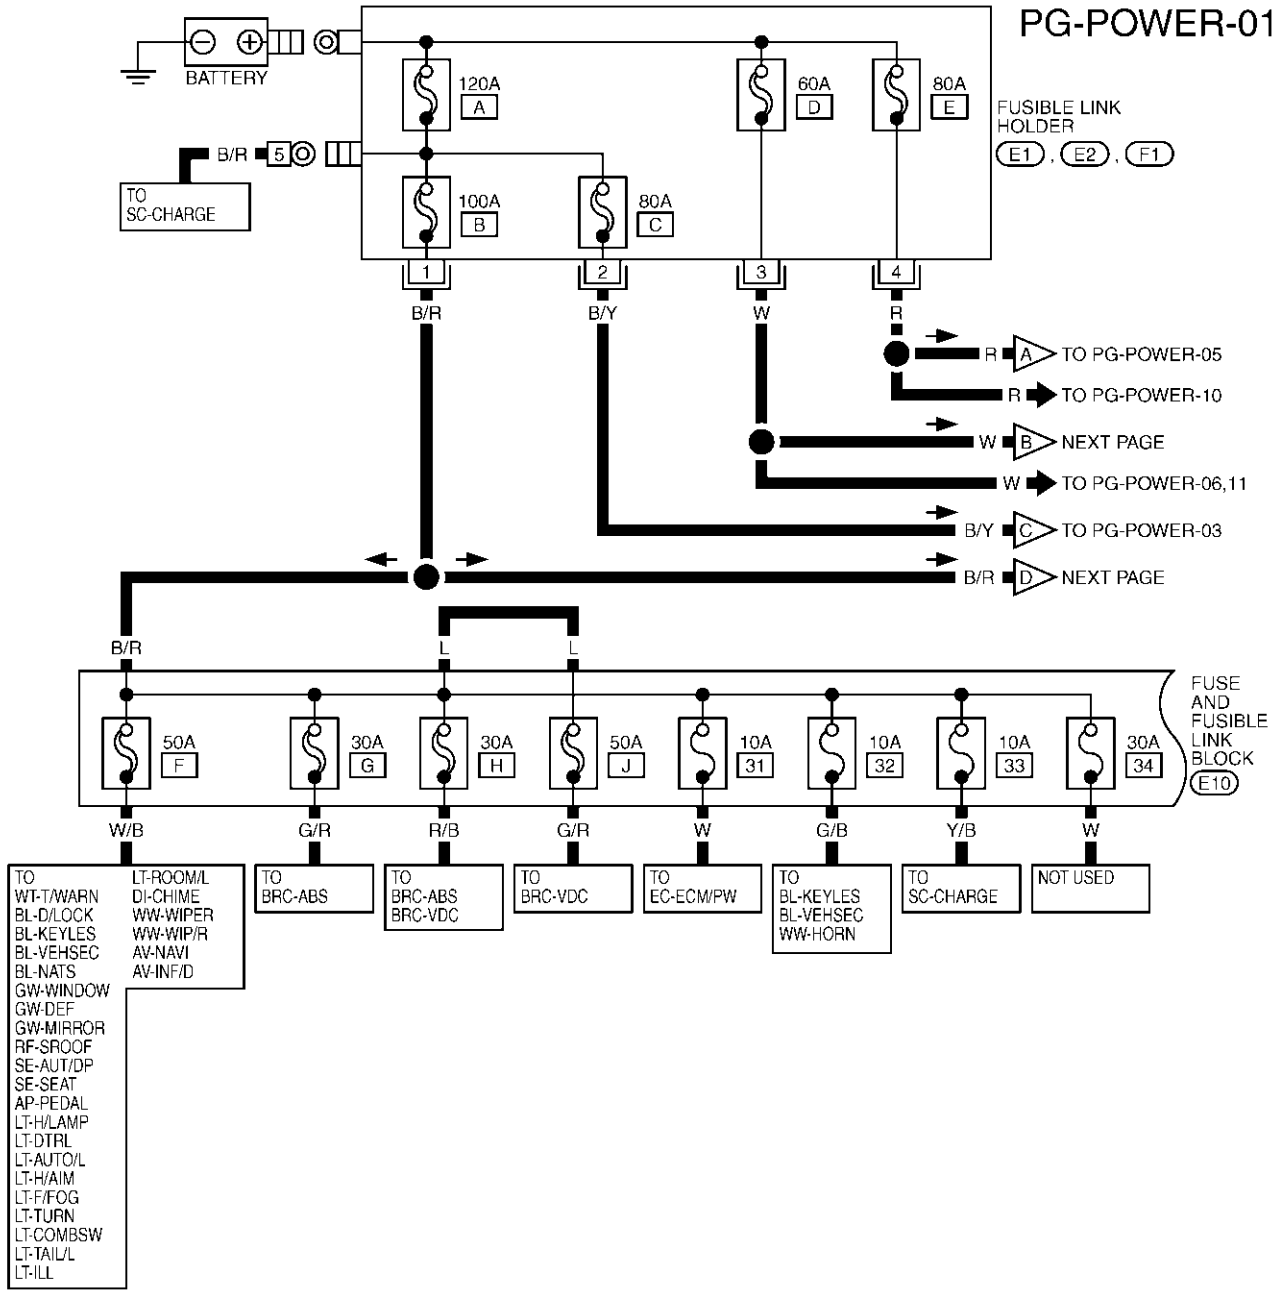 PG-POWER-01
BATTERY
120A
A
60A
D
80A
E
FUSIBLE LINK
HOLDER
E1 , E2 , F1
B/R 5
TO
SC-CHARGE
100A
B
80A
C
1 2 3 4
B/R B/Y W R
R A TO PG-POWER-05
R TO PG-POWER-10
W B NEXT PAGE
W TO PG-POWER-06,11
B/Y C TO PG-POWER-03
B/R D NEXT PAGE
B/R L L
50A
F
30A
G
30A
H
50A
J
10A
31
10A
32
10A
33
30A
34
FUSE
AND
FUSIBLE
LINK
BLOCK
E10
W/B G/R R/B G/R W G/B Y/B W
TO
WT-T/WARN
BL-D/LOCK
BL-KEYLES
BL-VEHSEC
BL-NATS
GW-WINDOW
GW-DEF
GW-MIRROR
RF-SROOF
SE-AUT/DP
SE-SEAT
AP-PEDAL
LT-H/LAMP
LT-DTRL
LT-AUTO/L
LT-H/AIM
LT-F/FOG
LT-TURN
LT-COMBSW
LT-TAIL/L
LT-ILL
LT-ROOM/L
DI-CHIME
WW-WIPER
WW-WIP/R
AV-NAVI
AV-INF/D
TO
BRC-ABS
TO
BRC-ABS
BRC-VDC
TO
BRC-VDC
TO
EC-ECM/PW
TO
BL-KEYLES
BL-VEHSEC
WW-HORN
TO
SC-CHARGE
NOT USED